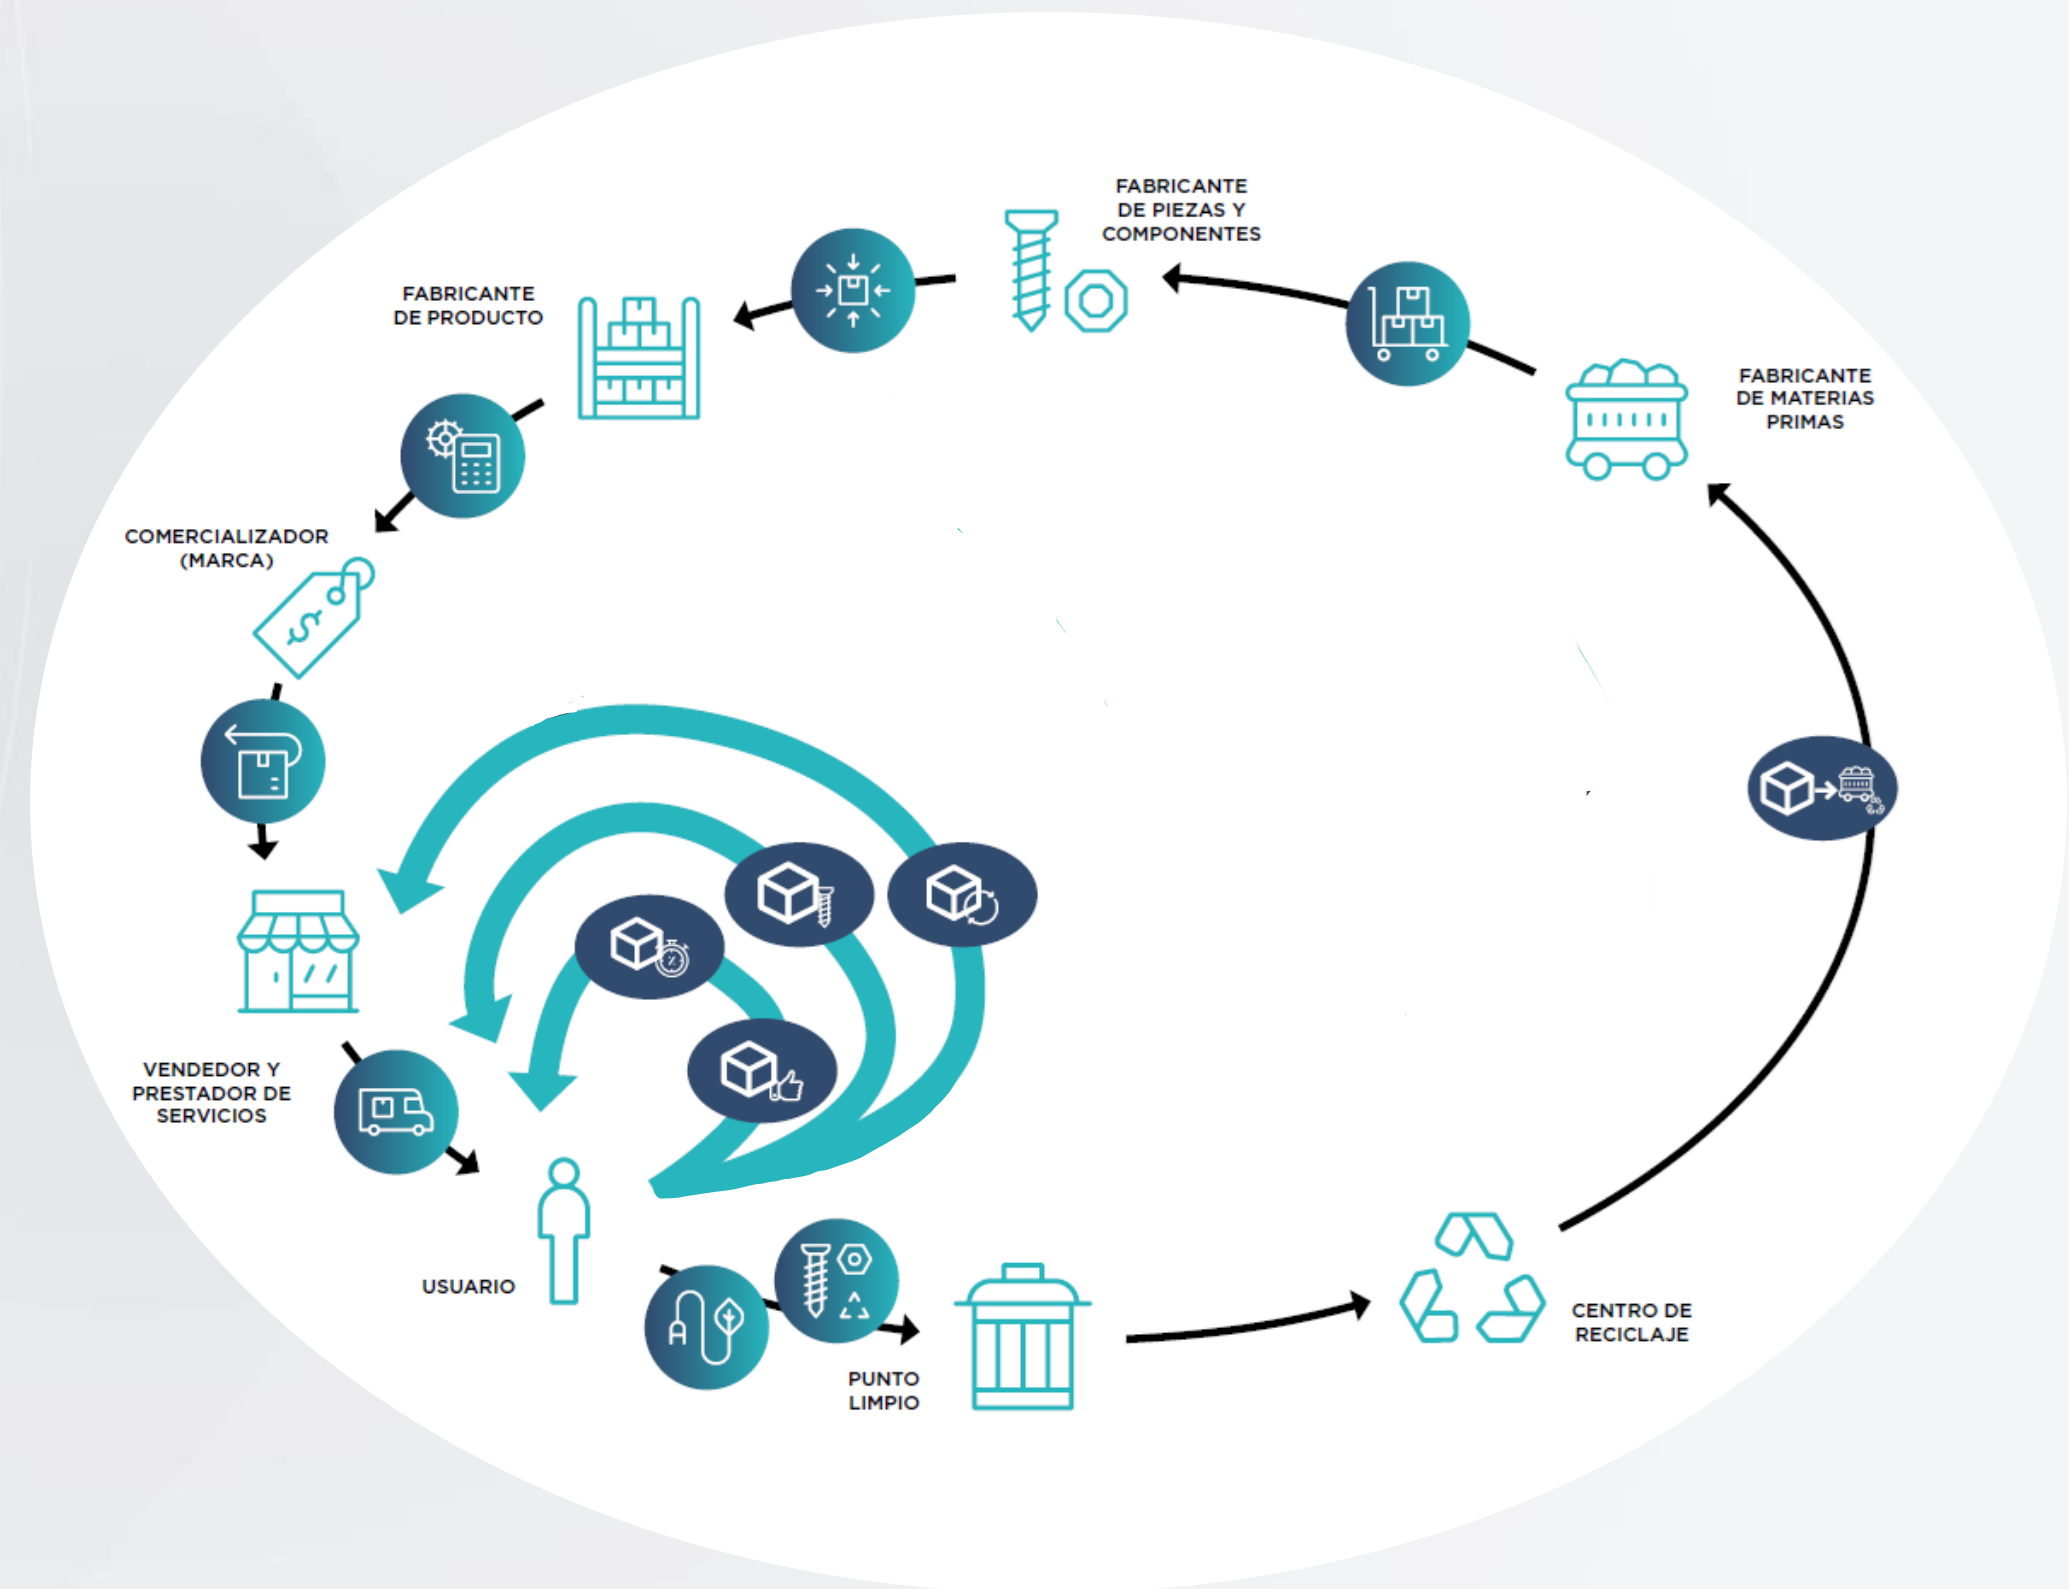 FABRICANTE
DE PIEZAS Y
COMPONENTES
FABRICANTE
DE PRODUCTO
FABRICANTE
DE MATERIAS
PRIMAS
COMERCIALIZADOR
(MARCA)
$
VENDEDOR Y
PRESTADOR DE
SERVICIOS
USUARIO
PUNTO
LIMPIO
CENTRO DE
RECICLAJE